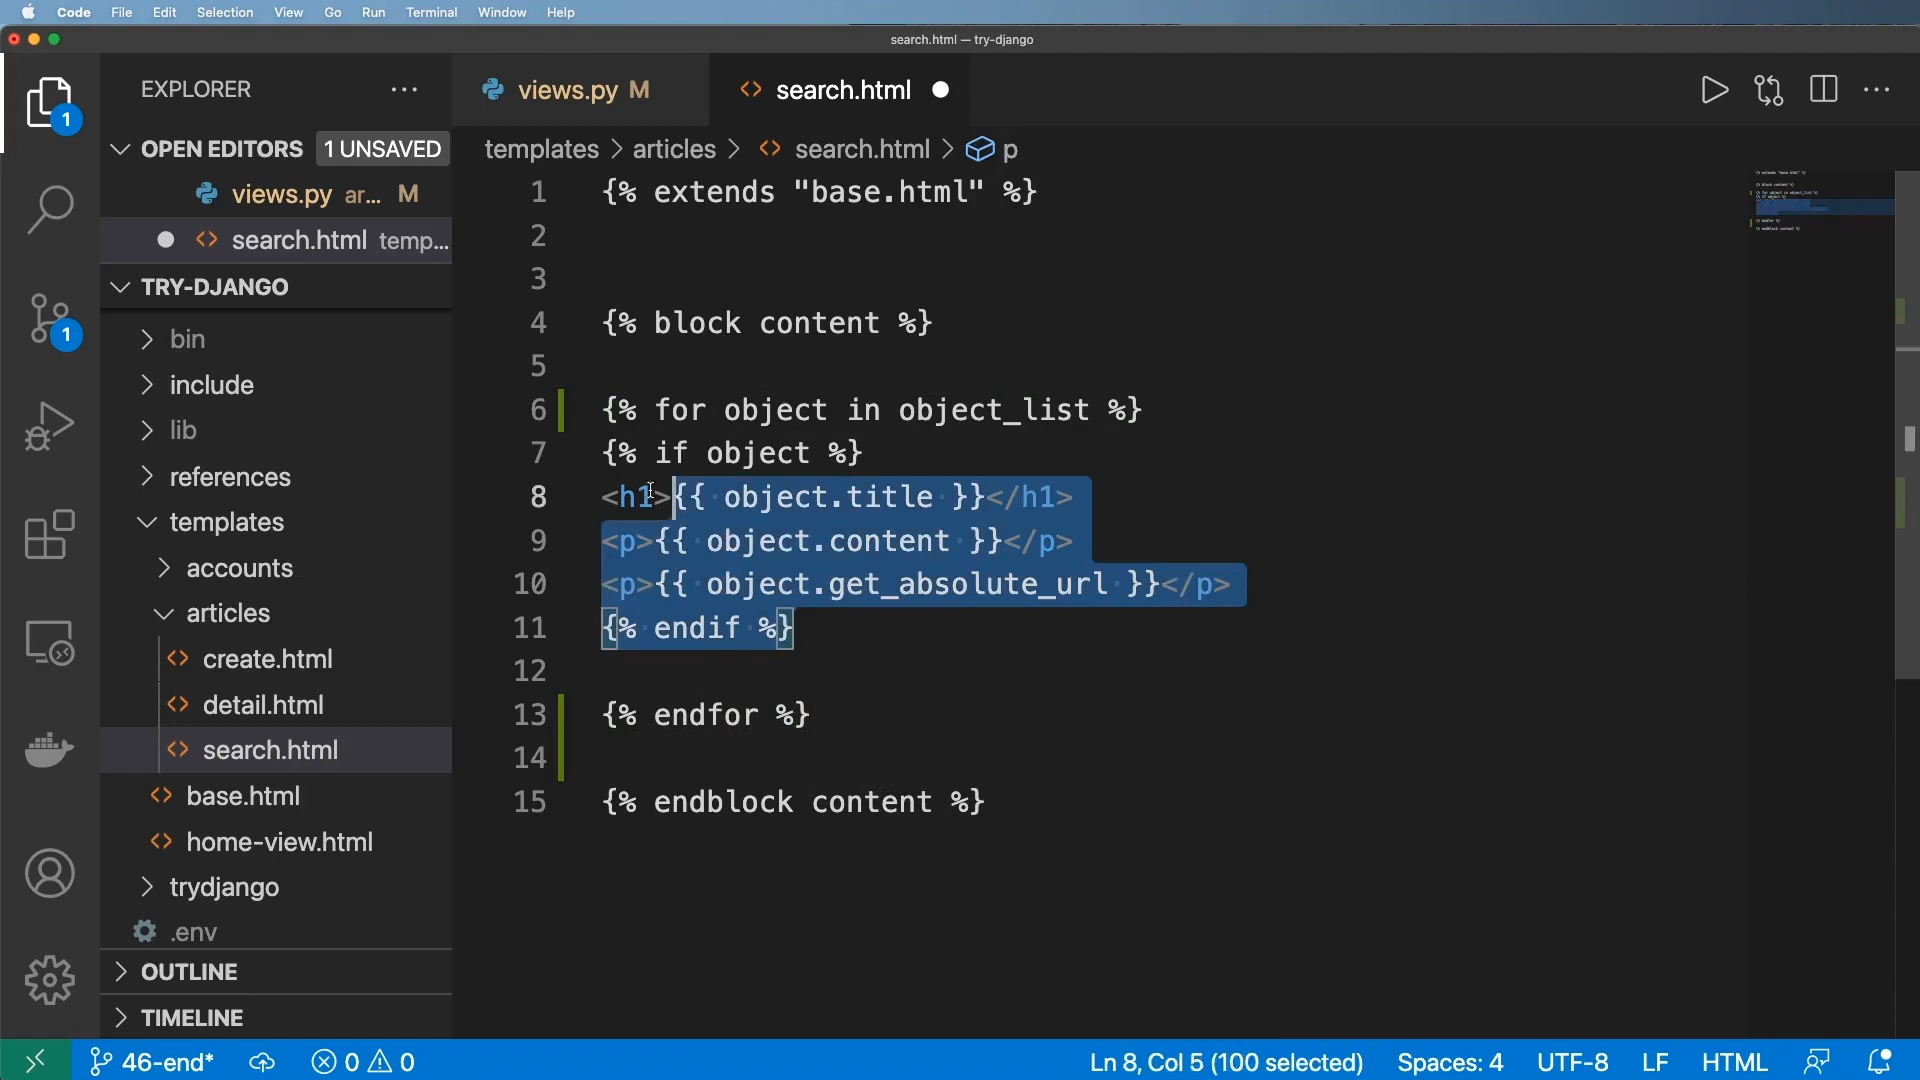 Code File Edit Selection View Go Run Terminal Window Help
search.html — try-django
EXPLORER
OPEN EDITORS 1 UNSAVED
views.py ar... M
search.html temp...
TRY-DJANGO
bin
include
lib
references
templates
accounts
articles
create.html
detail.html
search.html
base.html
home-view.html
trydjango
.env
OUTLINE
TIMELINE
1
1
views.py M
search.html
templates > articles > search.html > p
1 {% extends "base.html" %}
2
3
4 {% block content %}
5
6 {% for object in object_list %}
7 {% if object %}
8 <h1>{{ object.title }}</h1>
9 <p>{{ object.content }}</p>
10 <p>{{ object.get_absolute_url }}</p>
11 {% endif %}
12
13 {% endfor %}
14
15 {% endblock content %}
46-end* 0 0 Ln 8, Col 5 (100 selected) Spaces: 4 UTF-8 LF HTML